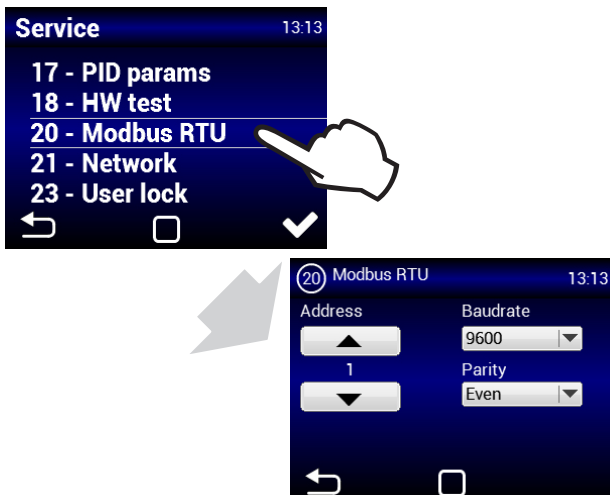 Service 13:13
17 - PID params
18 - HW test
20 - Modbus RTU
21 - Network
23 - User lock
20 Modbus RTU 13:13
Address Baudrate
9600
1 Parity
Even